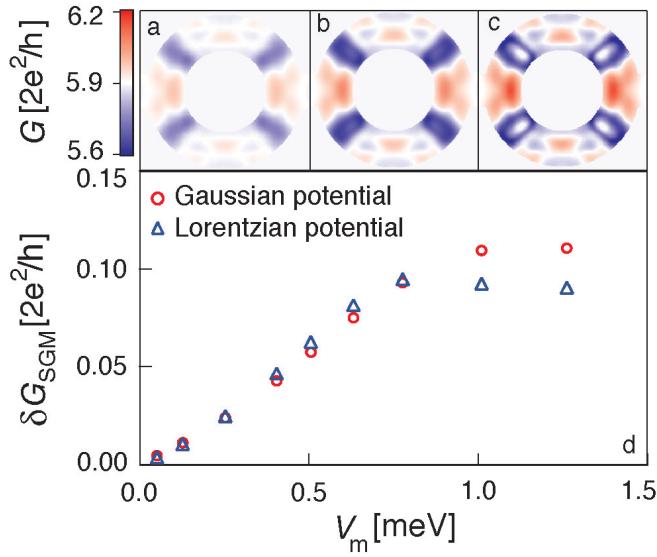 G [2e²/h]
6.2
5.9
5.6
a
b
c
δG_SGM [2e²/h]
0.15
0.10
0.05
0.00
Gaussian potential
Lorentzian potential
d
0.0
0.5
1.0
1.5
V_m [meV]